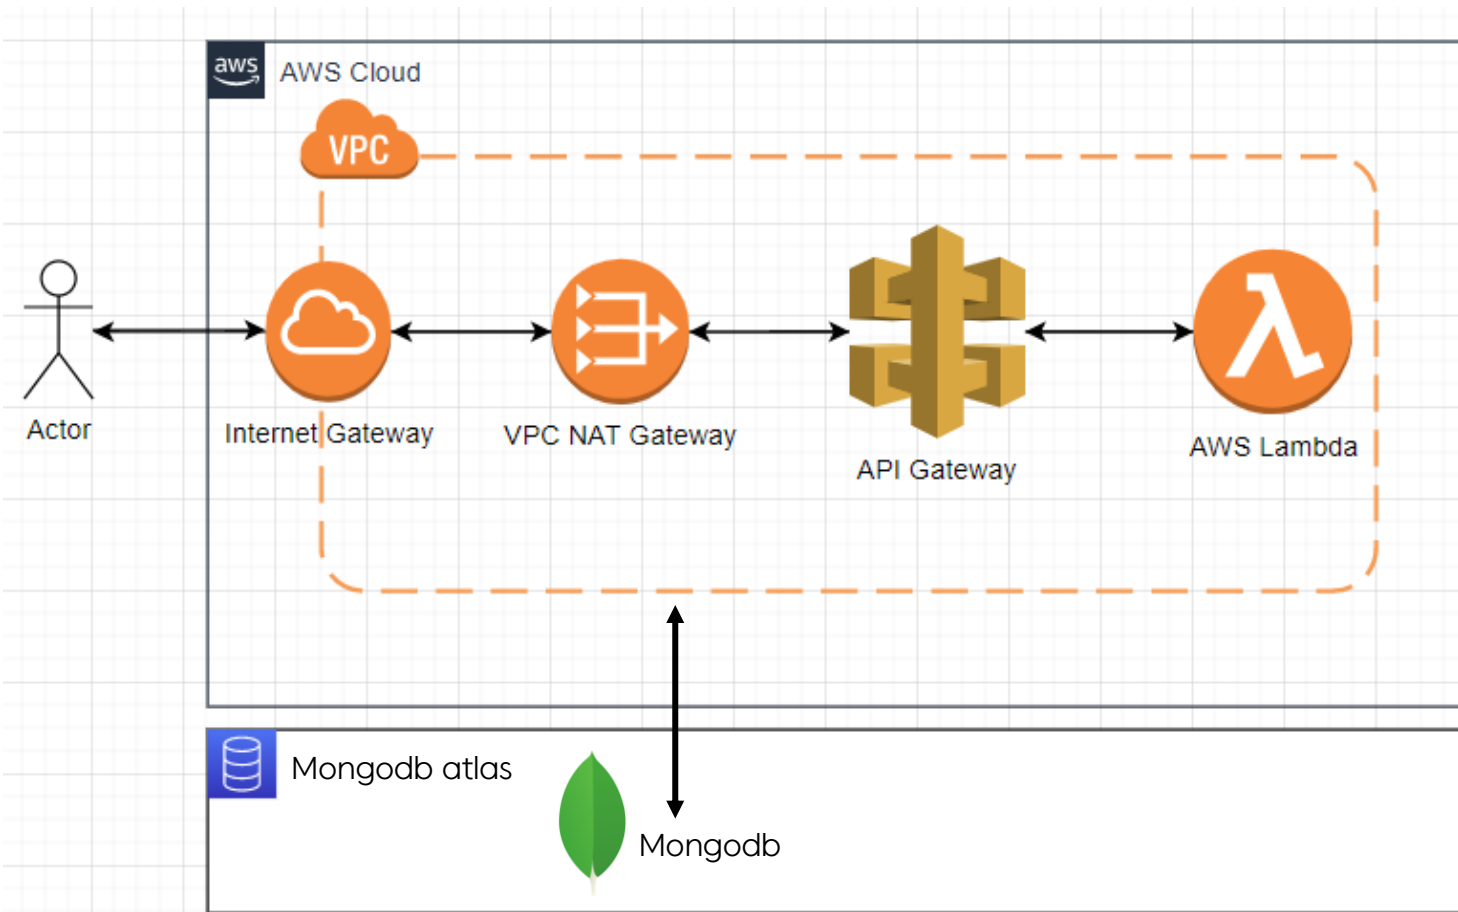 aws
AWS Cloud
VPC
Actor
Internet Gateway
VPC NAT Gateway
API Gateway
AWS Lambda
Mongodb atlas
Mongodb